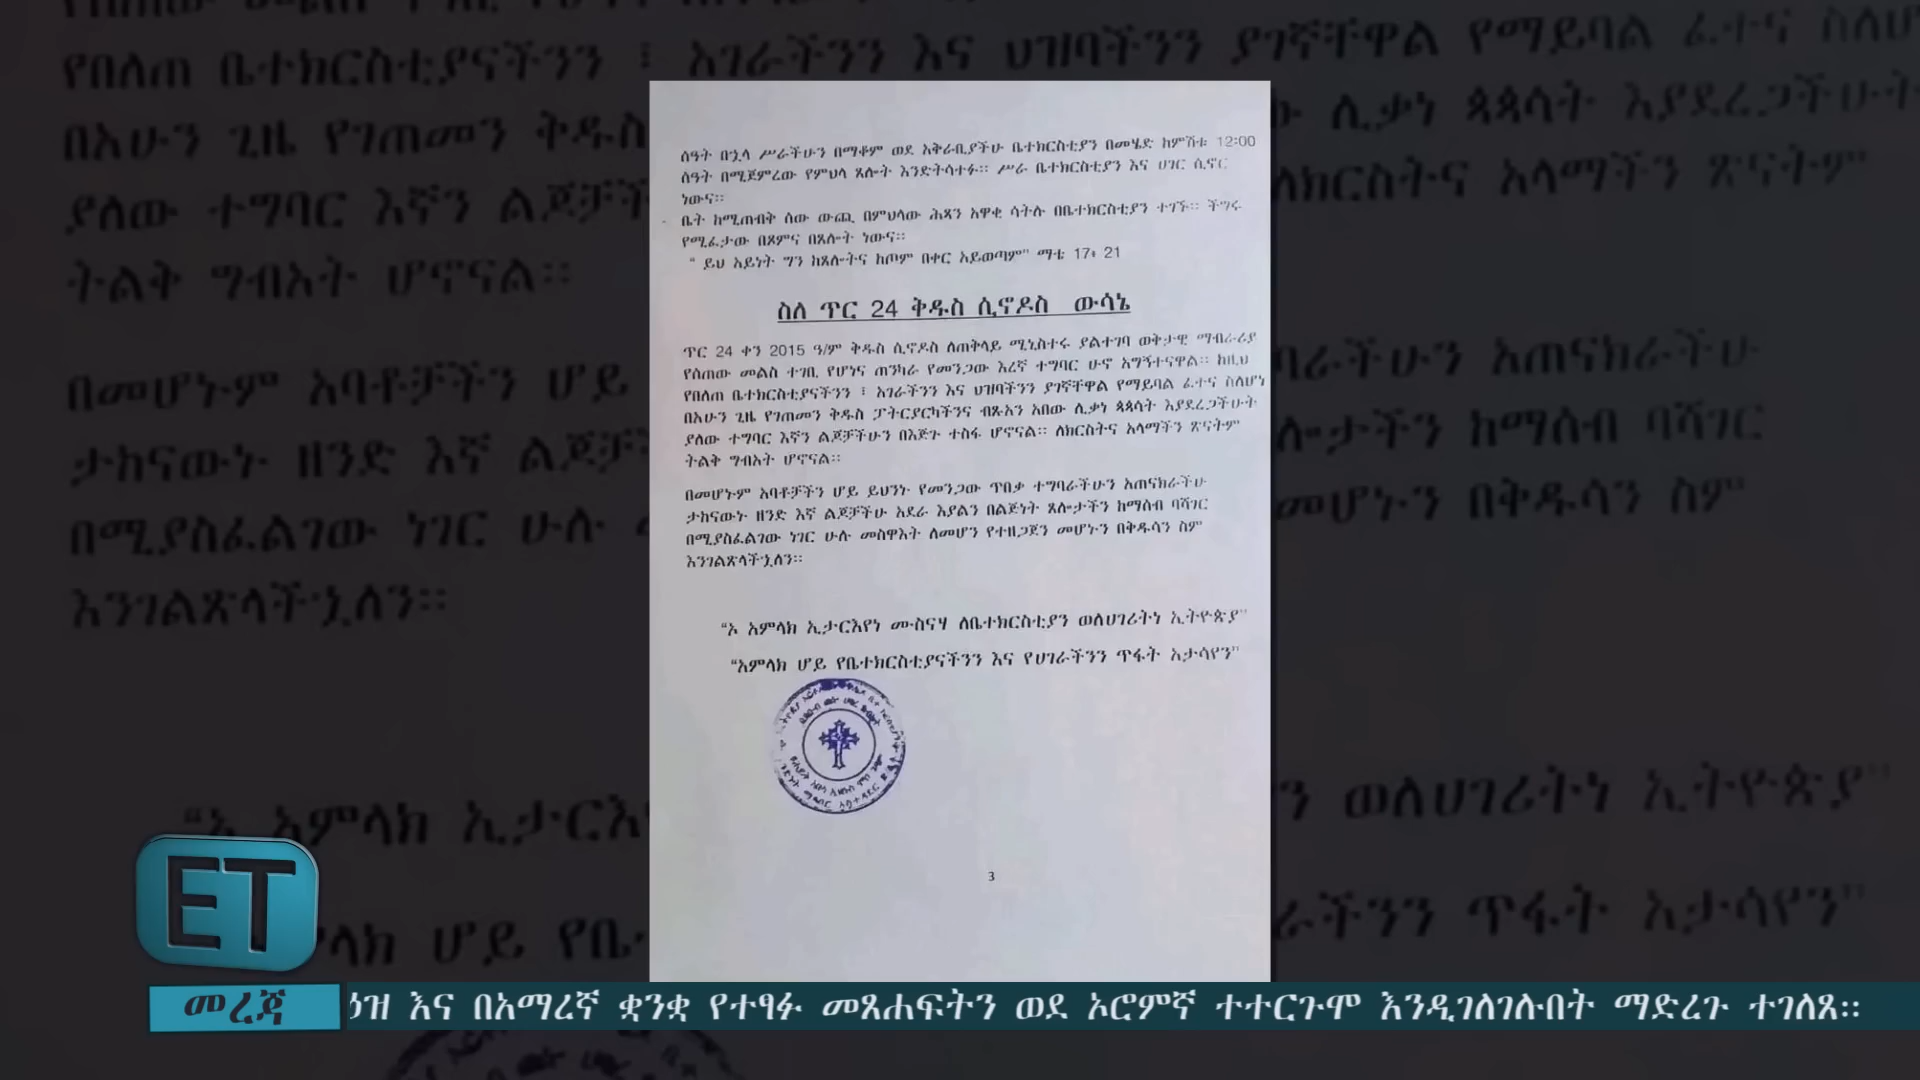 ሰዓት በኋላ ሥራችሁን በማቆም ወደ አቅራቢያችሁ ቤተክርስቲያን በመሄድ ከምሽቱ 12:00
ሰዓት በሚጀምረው የምህላ ጸሎት እንድትሳተፉ። ሥራ ቤተክርስቲያን እና ሀገር ሲኖር
ነውና።
- ቤት ከሚጠብቅ ሰው ውጪ በምህላው ሕጻን አዋቂ ሳትሉ በቤተክርስቲያን ተገኙ። ችግሩ
የሚፈታው በጾምና በጸሎት ነውና።
“ ይህ አይነት ግን ከጸሎትና ከጦም በቀር አይወጣም” ማቴ 17፥ 21
ስለ ጥር 24 ቅዱስ ሲኖዶስ ውሳኔ
ጥር 24 ቀን 2015 ዓ/ም ቅዱስ ሲኖዶስ ለጠቅላይ ሚኒስተሩ ያልተገባ ወቅታዊ ማብራሪያ
የሰጠው መልስ ተገቢ የሆነና ጠንካራ የመንጋው እረኛ ተግባር ሁኖ አግኝተናዋል። ከዚህ
የበለጠ ቤተክርስቲያናችንን ፣ አገራችንን እና ህዝባችንን ያገኛቸዋል የማይባል ፈተና ስለሆነ
በአሁን ጊዜ የገጠመን ቅዱስ ፓትርያርካችንና ብጹአን አበው ሊቃነ ጳጳሳት እያደረጋችሁት
ያለው ተግባር እኛን ልጆቻችሁን በእጅጉ ተስፋ ሆኖናል። ለክርስትና አላማችን ጽናትም
ትልቅ ግብአት ሆኖናል።
በመሆኑም አባቶቻችን ሆይ ይህንኑ የመንጋው ጥበቃ ተግባራችሁን አጠናክራችሁ
ታከናውኑ ዘንድ እኛ ልጆቻችሁ አደራ እያልን በልጅነት ጸሎታችን ከማሰብ ባሻገር
በሚያስፈልገው ነገር ሁሉ መስዋእት ለመሆን የተዘጋጀን መሆኑን በቅዱሳን ስም
እንገልጽላችኋለን።
“ኦ አምላክ ኢታርእየነ ሙስናሃ ለቤተክርስቲያን ወለሀገሪትነ ኢትዮጵያ”
“አምላክ ሆይ የቤተክርስቲያናችንን እና የሀገራችንን ጥፋት አታሳየን”
3
ET
መረጃ
ዕዝ እና በአማረኛ ቋንቋ የተፃፉ መጸሐፍትን ወደ ኦሮምኛ ተተርጉሞ እንዲገለገሉበት ማድረጉ ተገለጸ።